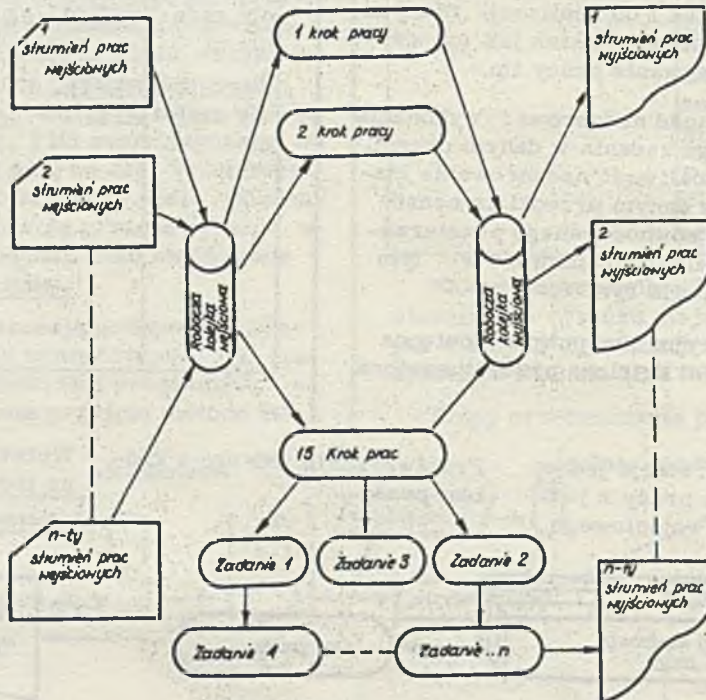 1
strumień prac
wejściowych
1 krok pracy
1
strumień prac
wyjściowych
2 krok pracy
2
strumień prac
wejściowych
2
strumień prac
wyjściowych
Robocza
kolejka
wejściowa
Robocza
kolejka
wyjściowa
15 Krok prac
n-ty
strumień prac
wejściowych
Zadanie 1
Zadanie 3
Zadanie 2
n-ty
strumień prac
wyjściowych
Zadanie 4
Zadanie..n